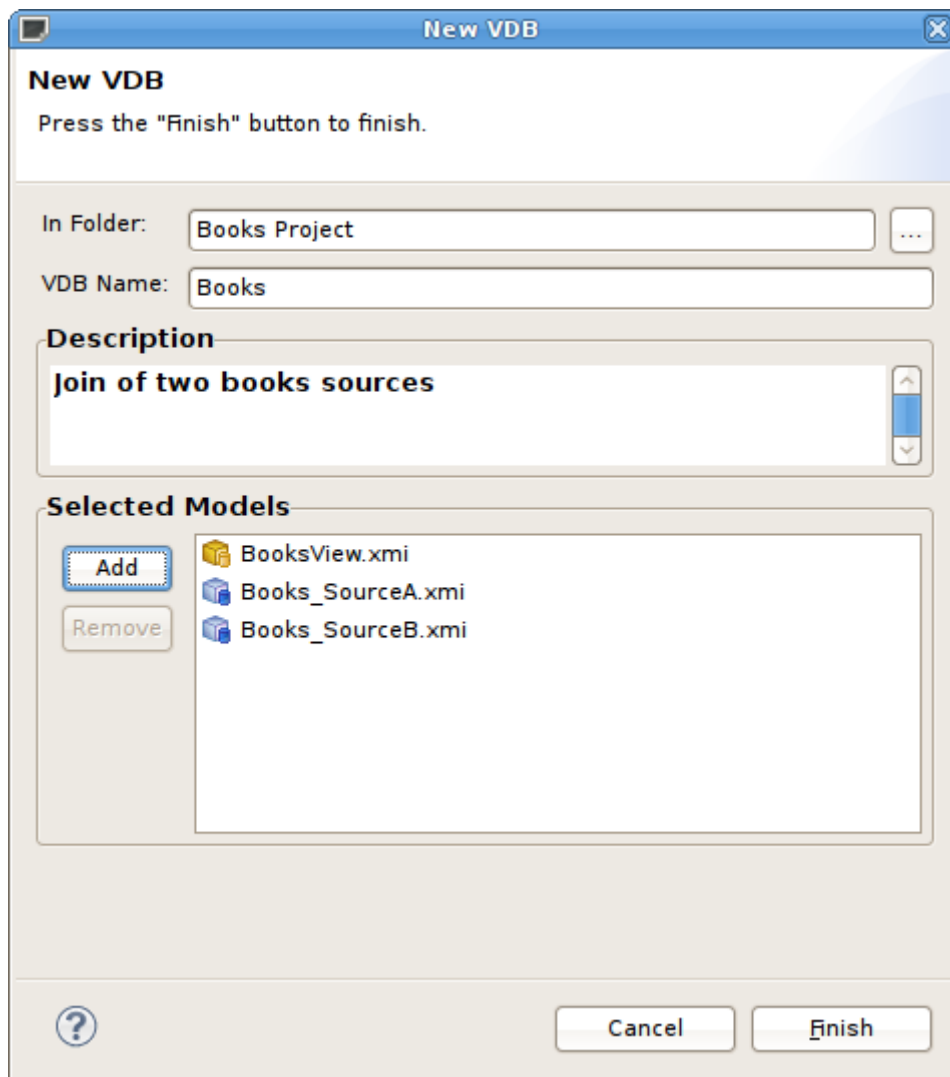 New VDB
New VDB
Press the "Finish" button to finish.
In Folder: Books Project ...
VDB Name: Books
Description
Join of two books sources
Selected Models
Add
BooksView.xmi
Books_SourceA.xmi
Remove
Books_SourceB.xmi
? Cancel Finish